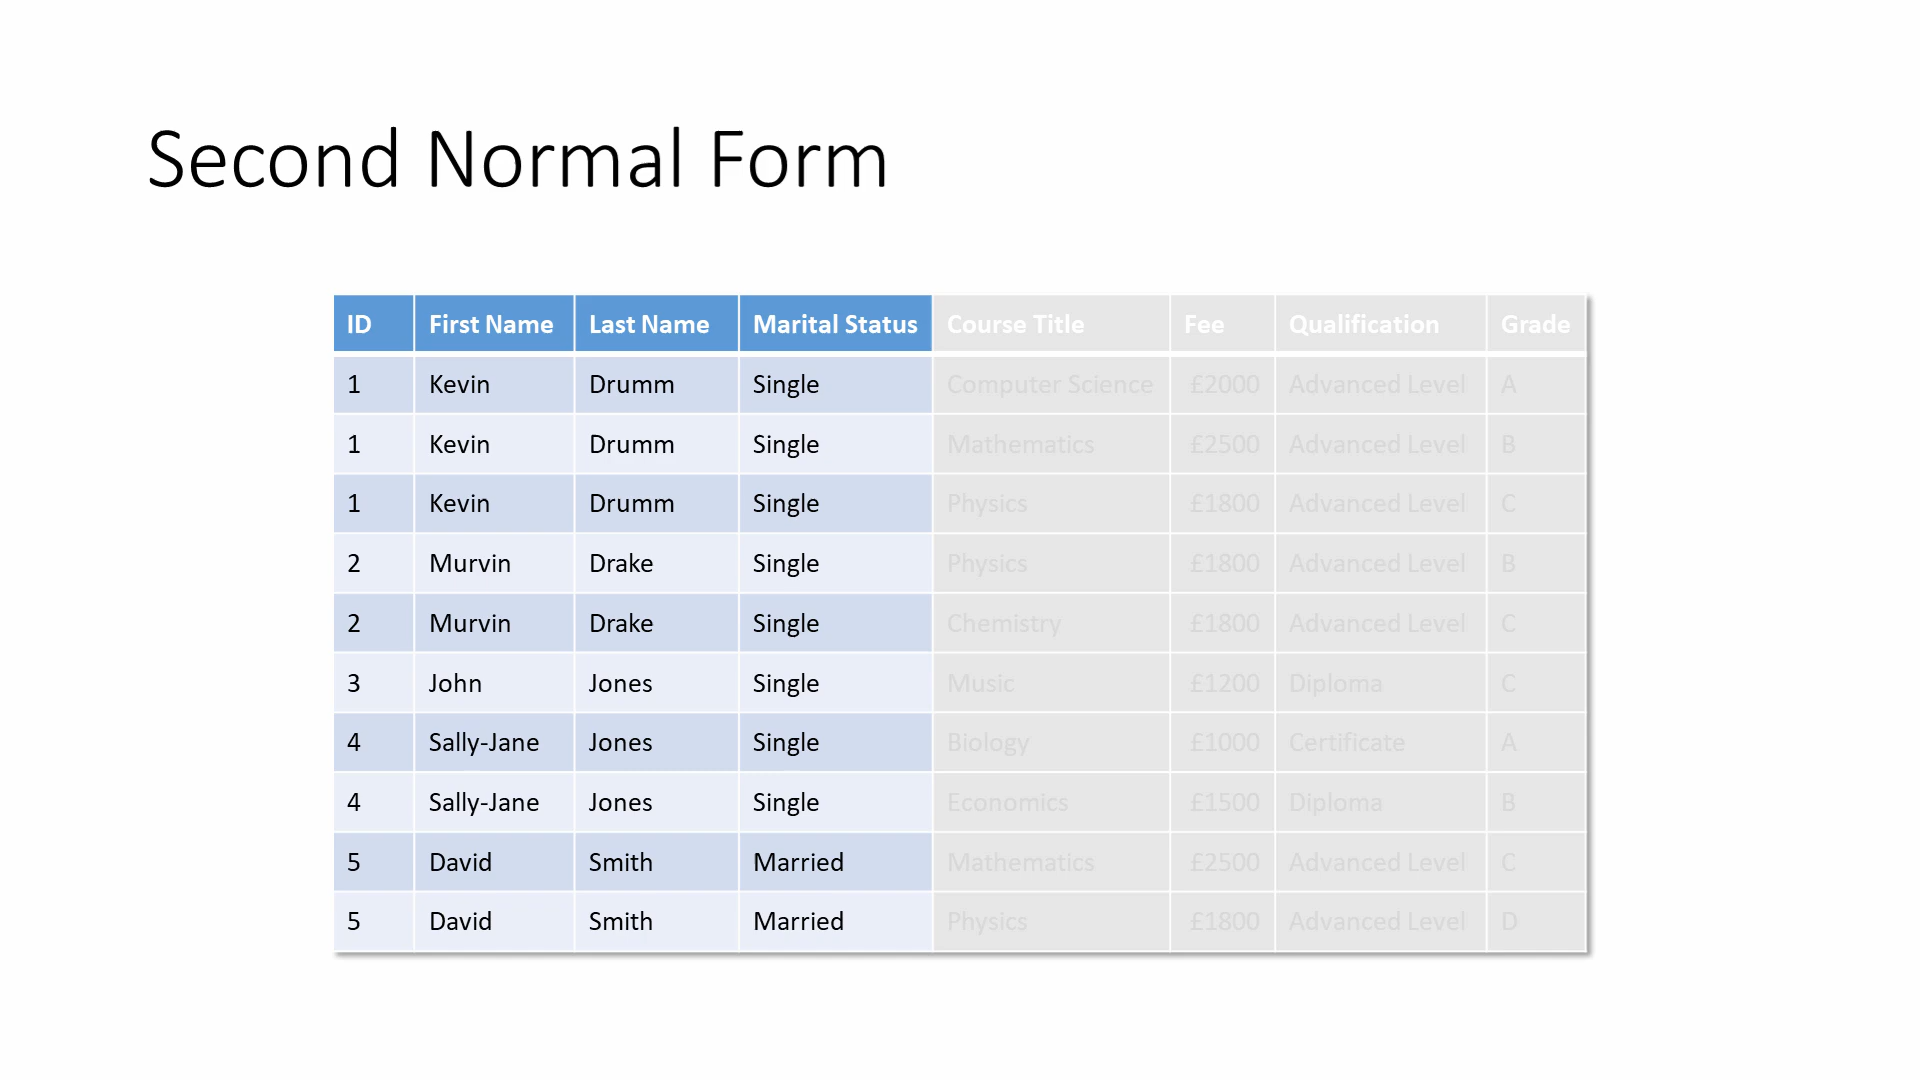 Second Normal Form
ID First Name Last Name Marital Status Course Title Fee Qualification Grade
1 Kevin Drumm Single Computer Science £2000 Advanced Level A
1 Kevin Drumm Single Mathematics £2500 Advanced Level B
1 Kevin Drumm Single Physics £1800 Advanced Level C
2 Murvin Drake Single Physics £1800 Advanced Level B
2 Murvin Drake Single Chemistry £1800 Advanced Level C
3 John Jones Single Music £1200 Diploma C
4 Sally-Jane Jones Single Biology £1000 Certificate A
4 Sally-Jane Jones Single Economics £1500 Diploma B
5 David Smith Married Mathematics £2500 Advanced Level C
5 David Smith Married Physics £1800 Advanced Level D